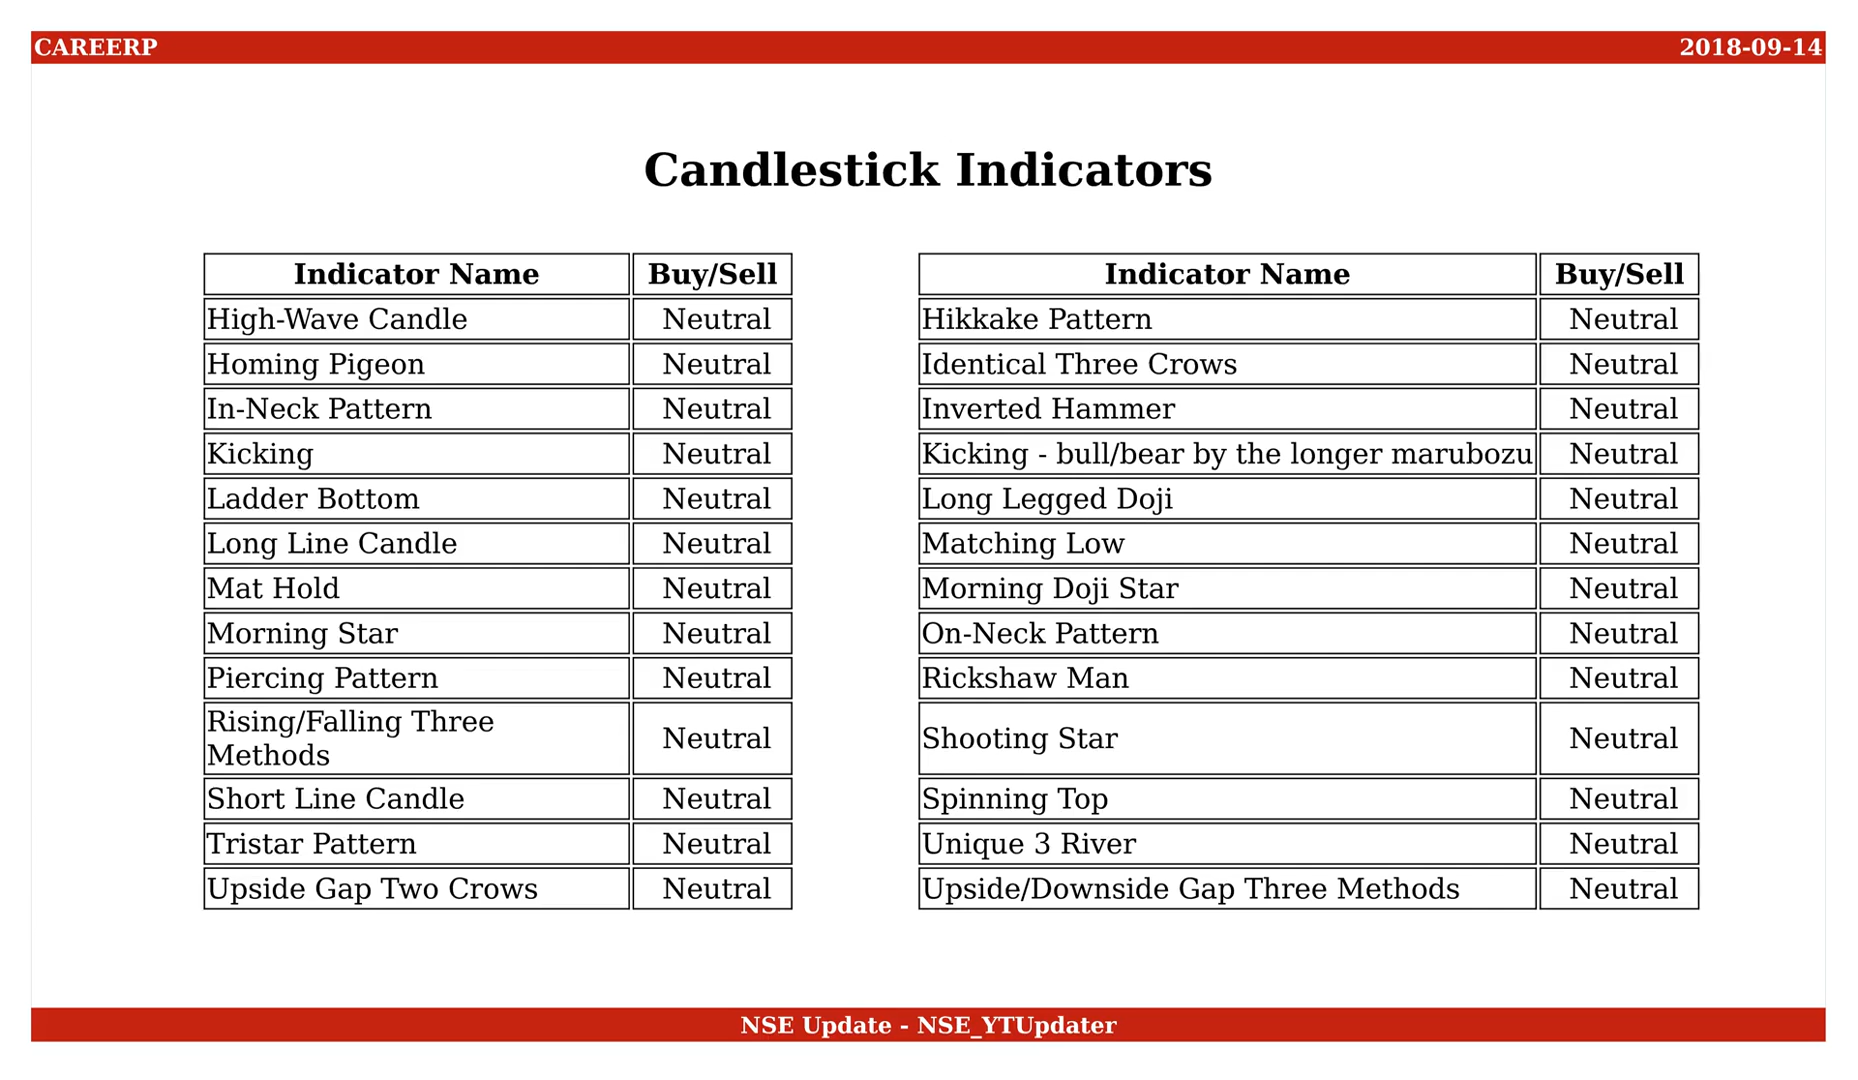 CAREERP 2018-09-14
Candlestick Indicators
Indicator Name Buy/Sell
High-Wave Candle Neutral
Homing Pigeon Neutral
In-Neck Pattern Neutral
Kicking Neutral
Ladder Bottom Neutral
Long Line Candle Neutral
Mat Hold Neutral
Morning Star Neutral
Piercing Pattern Neutral
Rising/Falling Three
Methods Neutral
Short Line Candle Neutral
Tristar Pattern Neutral
Upside Gap Two Crows Neutral
Indicator Name Buy/Sell
Hikkake Pattern Neutral
Identical Three Crows Neutral
Inverted Hammer Neutral
Kicking - bull/bear by the longer marubozu Neutral
Long Legged Doji Neutral
Matching Low Neutral
Morning Doji Star Neutral
On-Neck Pattern Neutral
Rickshaw Man Neutral
Shooting Star Neutral
Spinning Top Neutral
Unique 3 River Neutral
Upside/Downside Gap Three Methods Neutral
NSE Update - NSE_YTUpdater